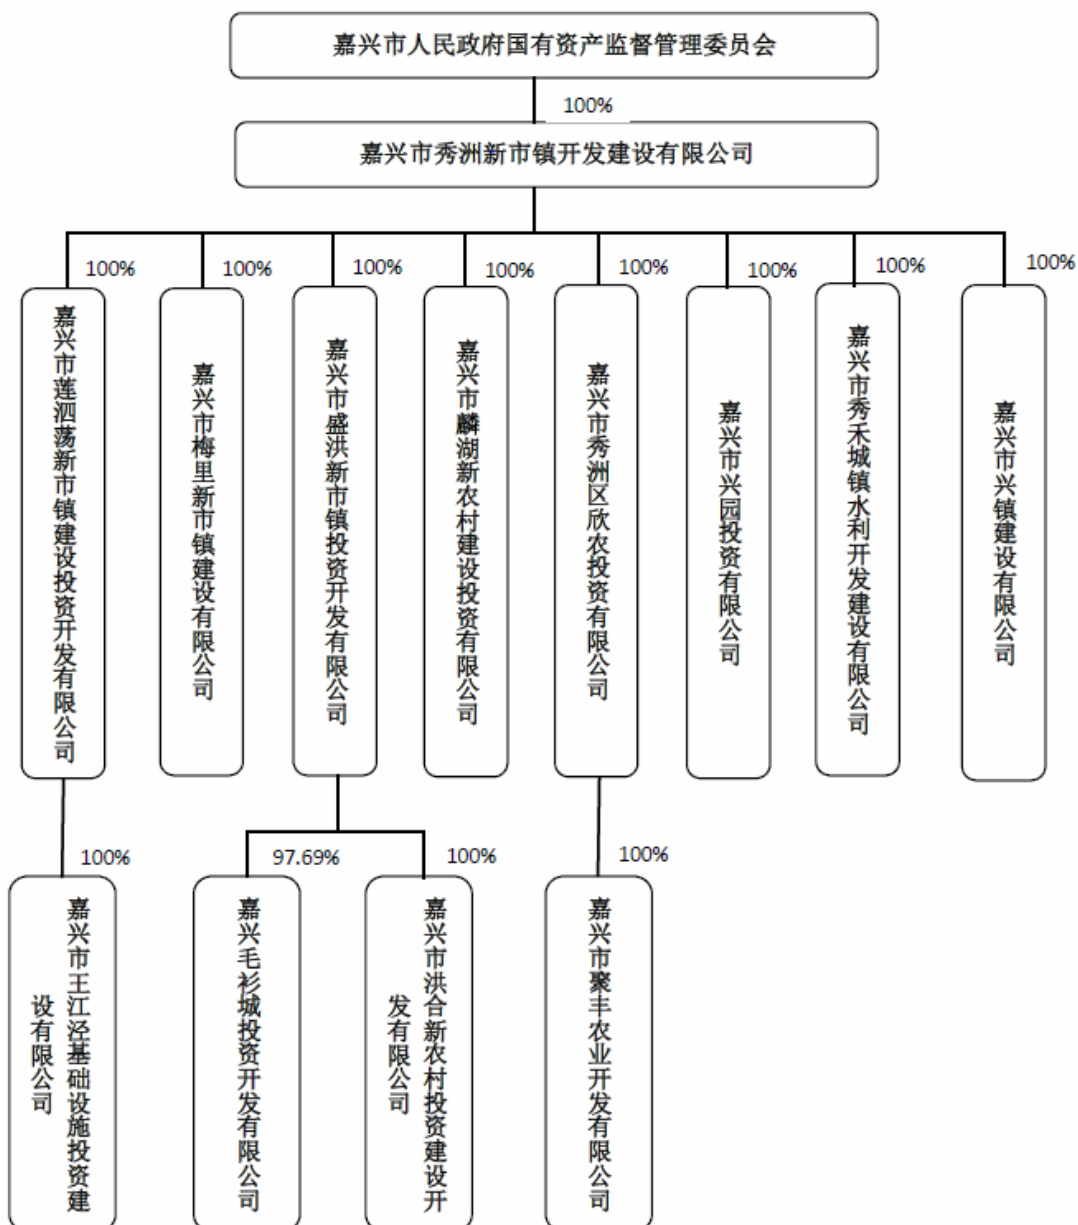 嘉兴市人民政府国有资产监督管理委员会
100%
嘉兴市秀洲新市镇开发建设有限公司
100%
100%
100%
100%
100%
100%
100%
100%
嘉兴市莲泗荡新市镇建设投资开发有限公司
嘉兴市梅里新市镇建设有限公司
嘉兴市盛洪新市镇投资开发有限公司
嘉兴市麟湖新农村建设投资有限公司
嘉兴市秀洲区欣农投资有限公司
嘉兴市兴园投资有限公司
嘉兴市秀禾城镇水利开发建设有限公司
嘉兴市兴镇建设有限公司
100%
97.69%
100%
100%
嘉兴市王江泾基础设施投资建
设有限公司
嘉兴毛衫城投资开发有限公司
嘉兴市洪合新农村投资建设开
发有限公司
嘉兴市聚丰农业开发有限公司